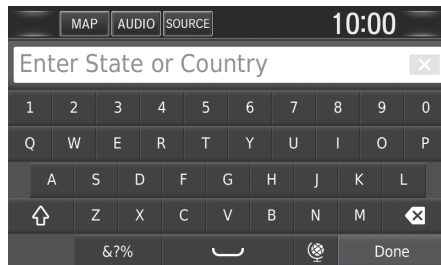 MAP AUDIO SOURCE 10:00
Enter State or Country
1 2 3 4 5 6 7 8 9 0
Q W E R T Y U I O P
A S D F G H J K L
Z X C V B N M
&?% Done